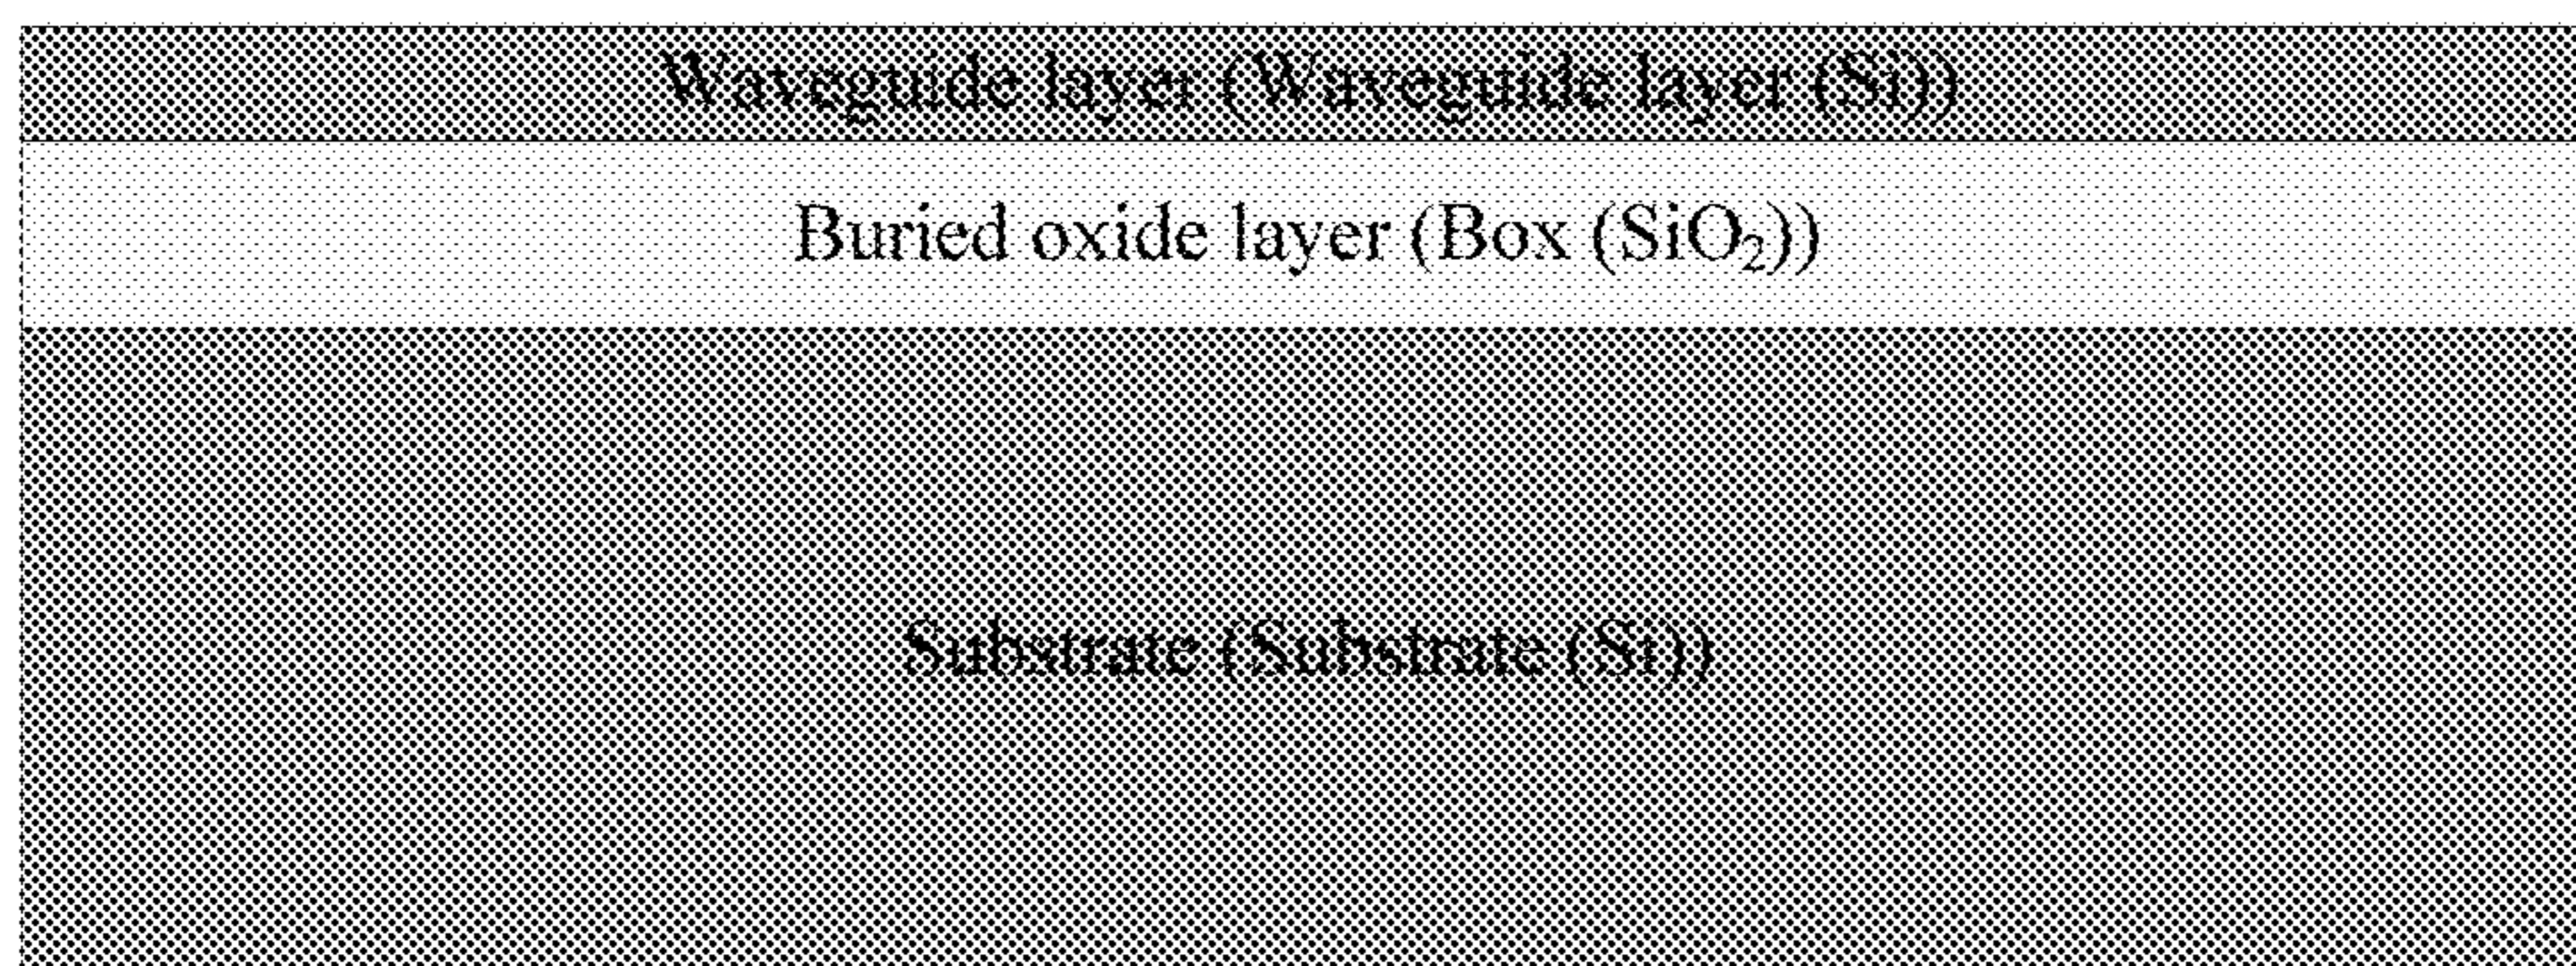 Waveguide layer (Waveguide layer (Si))
Buried oxide layer (Box (SiO₂))
Substrate (Substrate (Si))